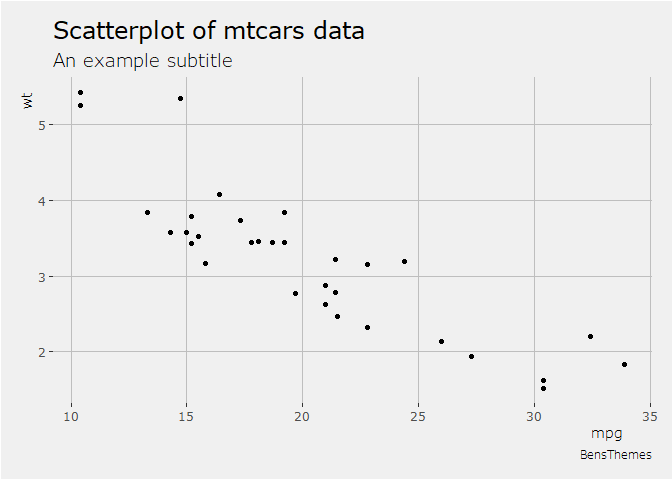 Scatterplot of mtcars data
An example subtitle
wt
5
4
3
2
10 15 20 25 30 35
mpg
BensThemes